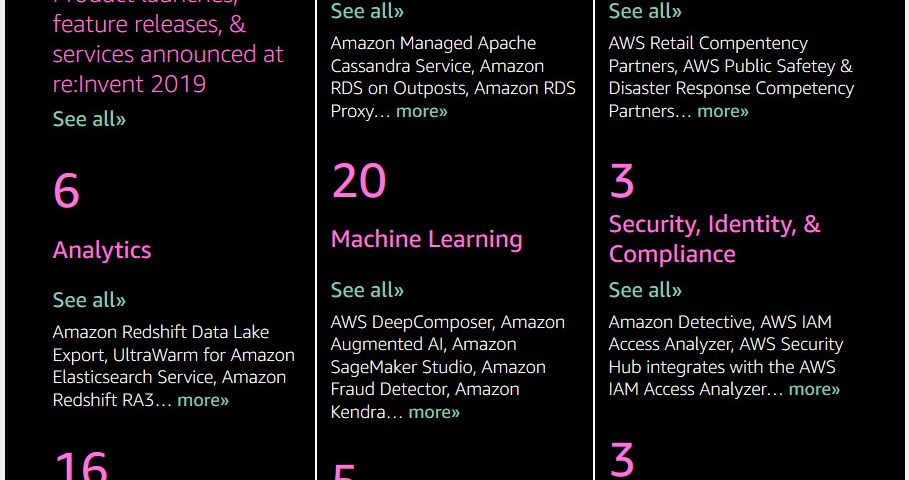 Product launches,
feature releases, &
services announced at
re:Invent 2019
See all»
6
Analytics
See all»
Amazon Redshift Data Lake
Export, UltraWarm for Amazon
Elasticsearch Service, Amazon
Redshift RA3... more»
16
See all»
Amazon Managed Apache
Cassandra Service, Amazon
RDS on Outposts, Amazon RDS
Proxy... more»
20
Machine Learning
See all»
AWS DeepComposer, Amazon
Augmented AI, Amazon
SageMaker Studio, Amazon
Fraud Detector, Amazon
Kendra... more»
5
See all»
AWS Retail Compentency
Partners, AWS Public Safetey &
Disaster Response Competency
Partners... more»
3
Security, Identity, &
Compliance
See all»
Amazon Detective, AWS IAM
Access Analyzer, AWS Security
Hub integrates with the AWS
IAM Access Analyzer... more»
3